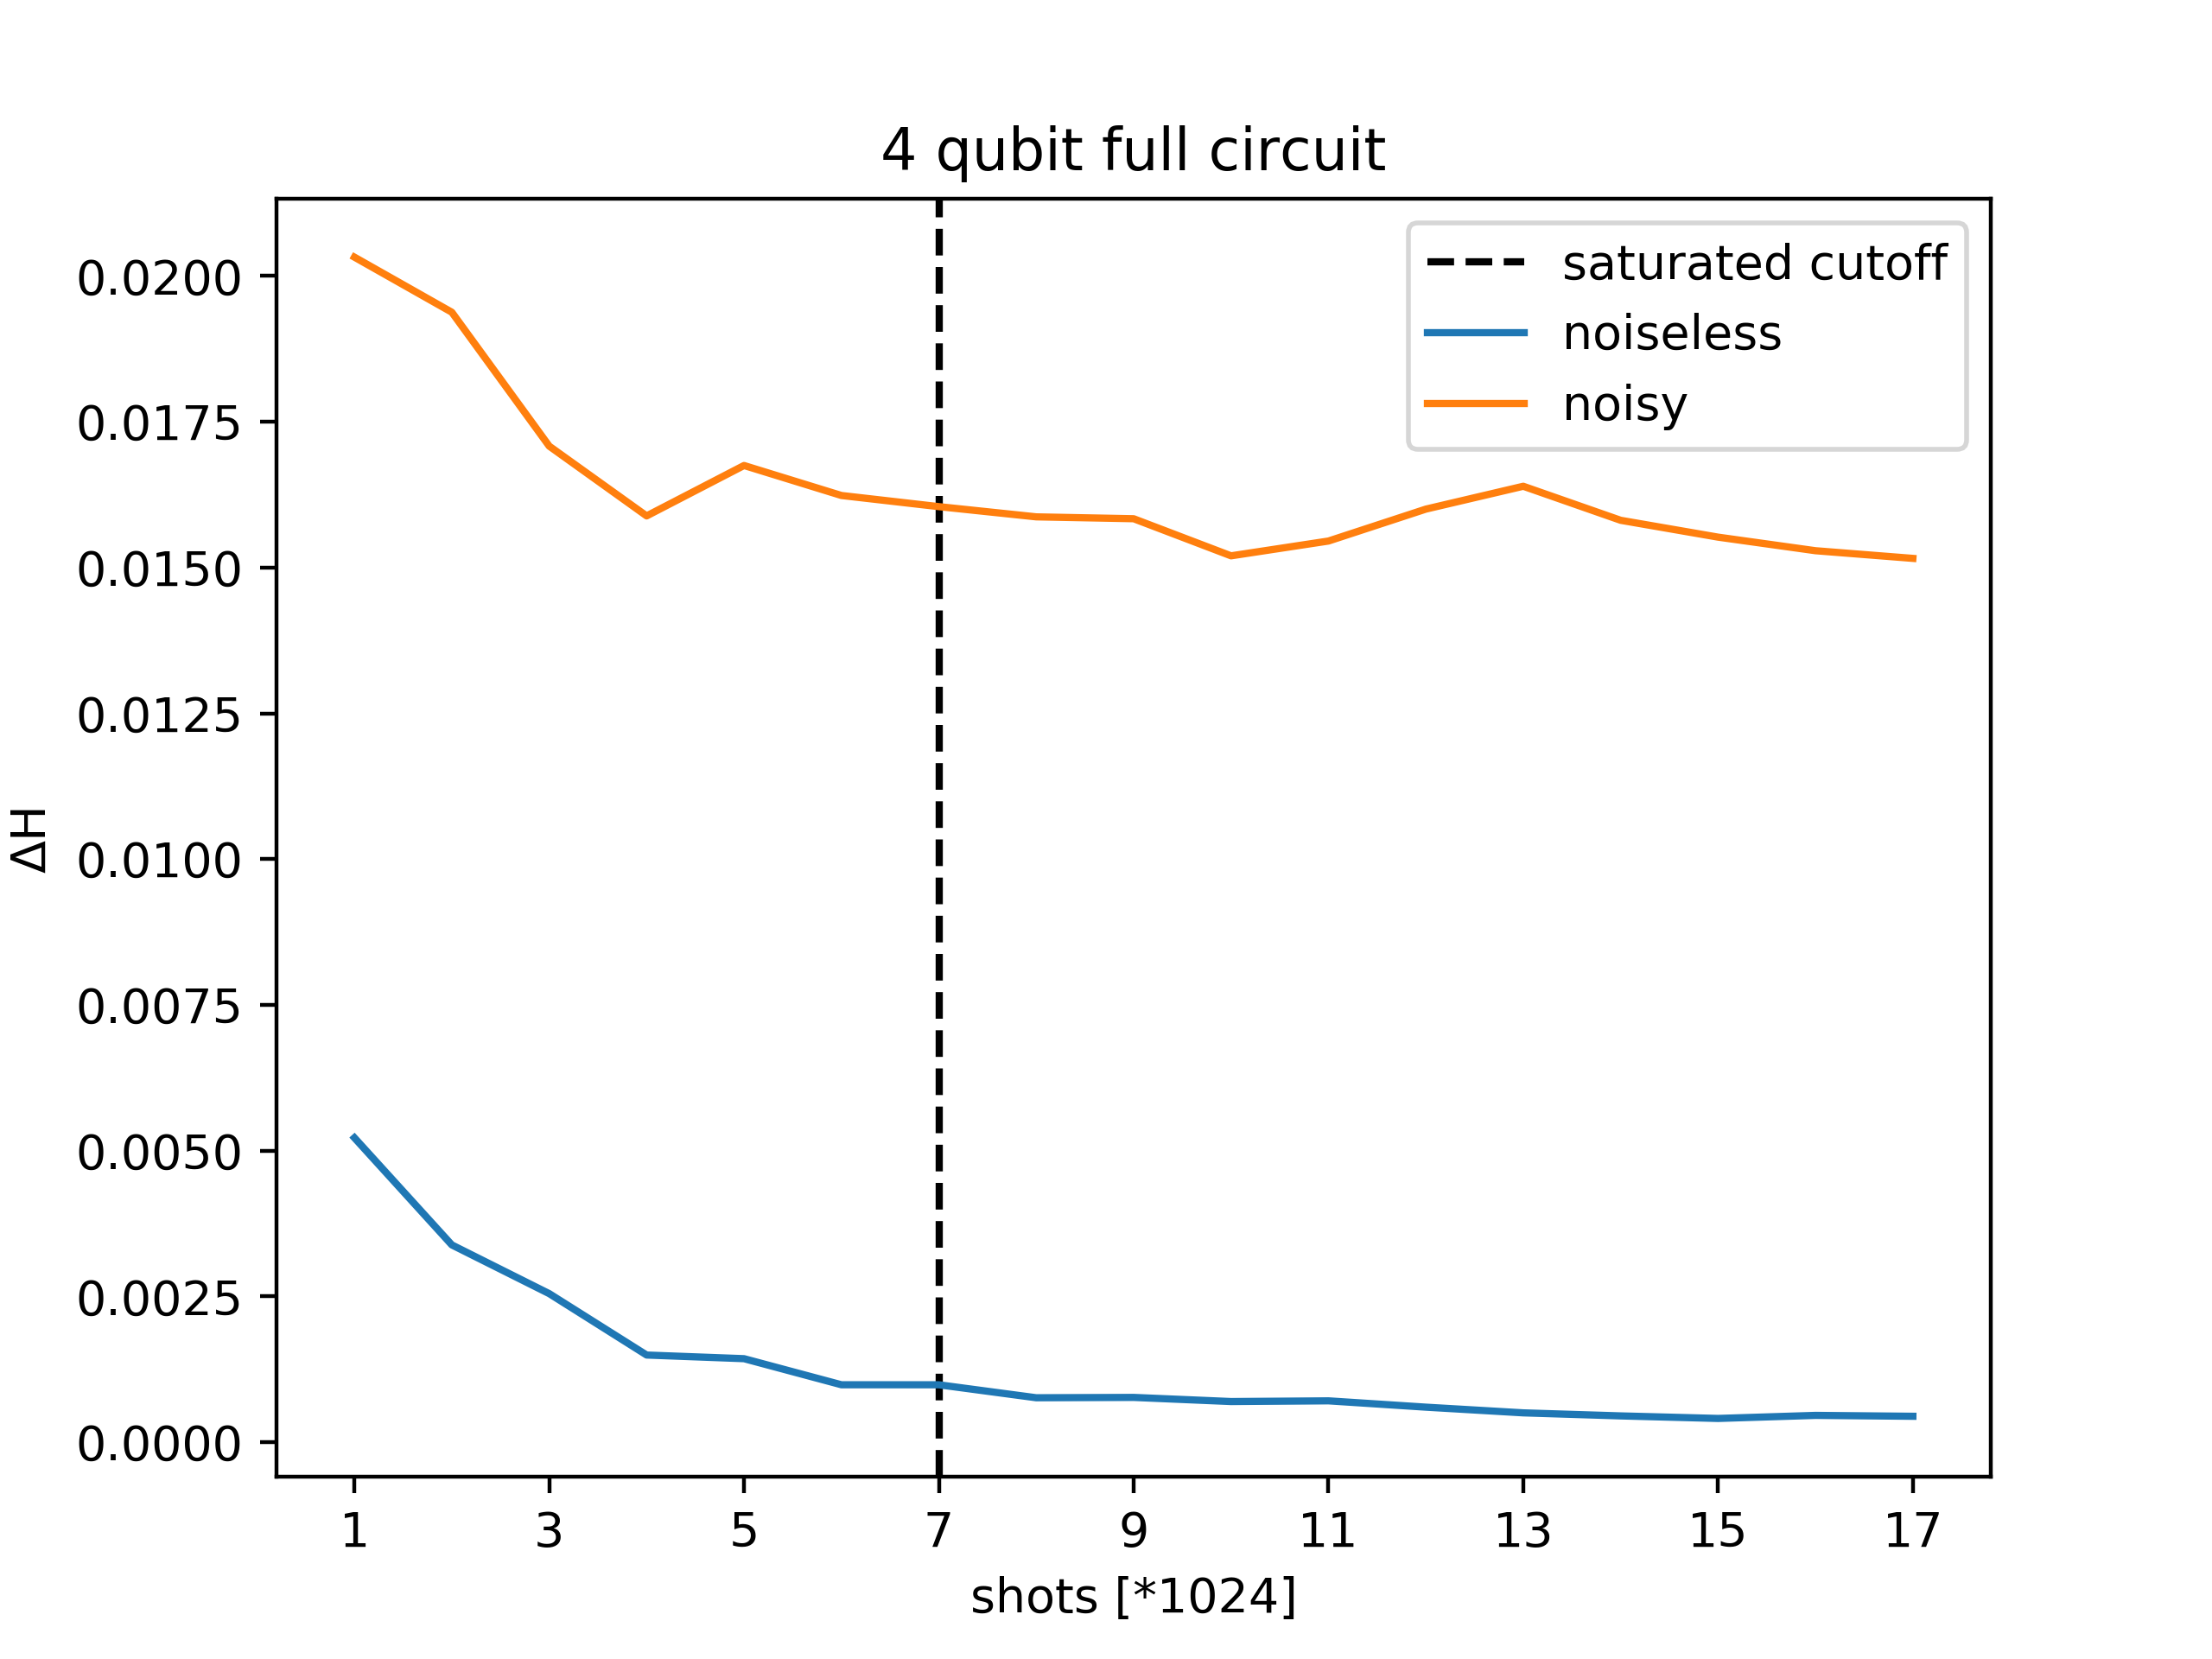 4 qubit full circuit
saturated cutoff
noiseless
noisy
0.0200
0.0175
0.0150
0.0125
0.0100
0.0075
0.0050
0.0025
0.0000
ΔH
1 3 5 7 9 11 13 15 17
shots [*1024]